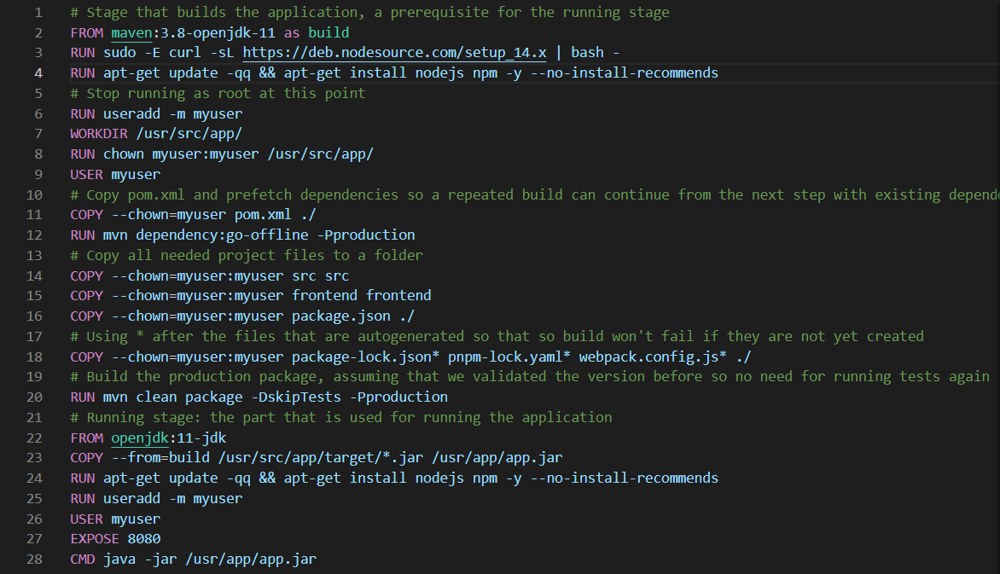 1 # Stage that builds the application, a prerequisite for the running stage
2 FROM maven:3.8-openjdk-11 as build
3 RUN sudo -E curl -sL https://deb.nodesource.com/setup_14.x | bash -
4 RUN apt-get update -qq && apt-get install nodejs npm -y --no-install-recommends
5 # Stop running as root at this point
6 RUN useradd -m myuser
7 WORKDIR /usr/src/app/
8 RUN chown myuser:myuser /usr/src/app/
9 USER myuser
10 # Copy pom.xml and prefetch dependencies so a repeated build can continue from the next step with existing
11 COPY --chown=myuser pom.xml ./
12 RUN mvn dependency:go-offline -Pproduction
13 # Copy all needed project files to a folder
14 COPY --chown=myuser:myuser src src
15 COPY --chown=myuser:myuser frontend frontend
16 COPY --chown=myuser:myuser package.json ./
17 # Using * after the files that are autogenerated so that so build won't fail if they are not yet created
18 COPY --chown=myuser:myuser package-lock.json* pnpm-lock.yaml* webpack.config.js* ./
19 # Build the production package, assuming that we validated the version before so no need for running tests again
20 RUN mvn clean package -DskipTests -Pproduction
21 # Running stage: the part that is used for running the application
22 FROM openjdk:11-jdk
23 COPY --from=build /usr/src/app/target/*.jar /usr/app/app.jar
24 RUN apt-get update -qq && apt-get install nodejs npm -y --no-install-recommends
25 RUN useradd -m myuser
26 USER myuser
27 EXPOSE 8080
28 CMD java -jar /usr/app/app.jar